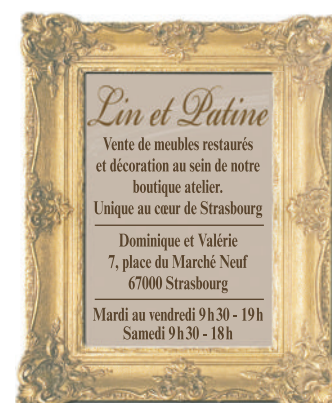 Lin et Patine
Vente de meubles restaurés
et décoration au sein de notre
boutique atelier.
Unique au cœur de Strasbourg
Dominique et Valérie
7, place du Marché Neuf
67000 Strasbourg
Mardi au vendredi 9h30 - 19h
Samedi 9h30 - 18h